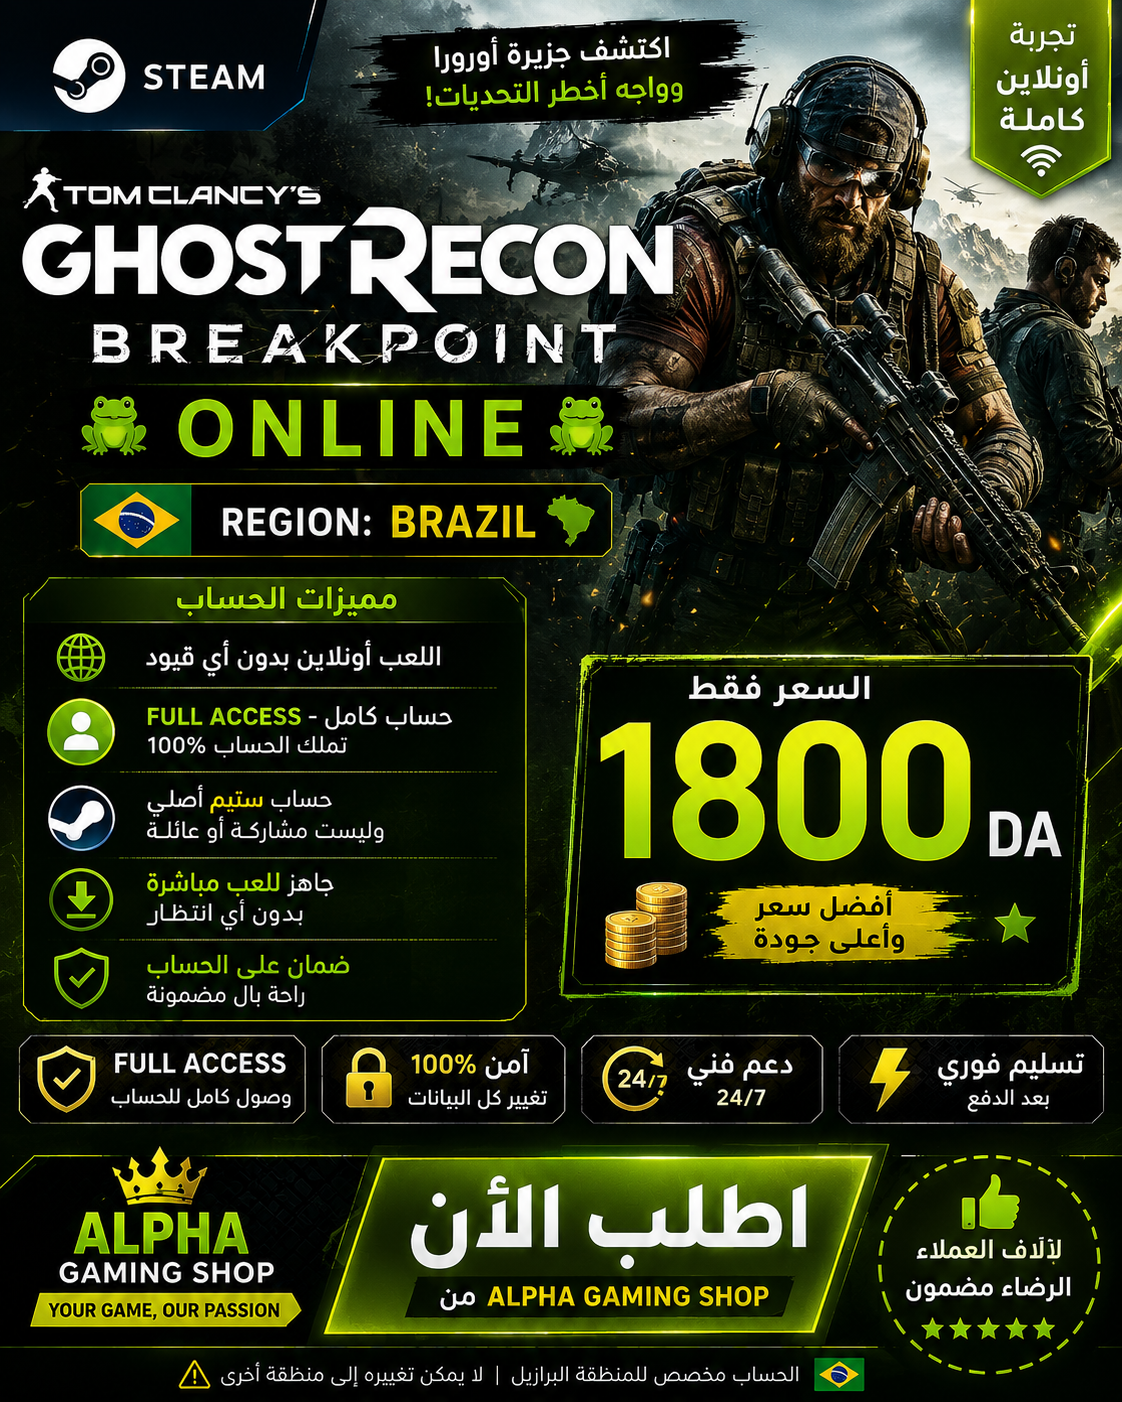 STEAM
اكتشف جزيرة أورورا
وواجه أخطر التحديات!
تجربة
أونلاين
كاملة
TOM CLANCY'S
GHOST RECON
BREAKPOINT
ONLINE
REGION: BRAZIL
مميزات الحساب
اللعب أونلاين بدون أي قيود
حساب كامل - FULL ACCESS
تملك الحساب 100%
حساب ستيم أصلي
وليست مشاركة أو عائلة
جاهز للعب مباشرة
بدون أي انتظار
ضمان على الحساب
راحة بال مضمونة
السعر فقط
1800 DA
أفضل سعر
وأعلى جودة
FULL ACCESS
وصول كامل للحساب
آمن 100%
تغيير كل البيانات
24/7
دعم فني
24/7
تسليم فوري
بعد الدفع
ALPHA
GAMING SHOP
YOUR GAME, OUR PASSION
اطلب الأن
من ALPHA GAMING SHOP
لآلاف العملاء
الرضاء مضمون
الحساب مخصص للمنظقة البرازيل | لا يمكن تغييره إلى منظقة أخرى